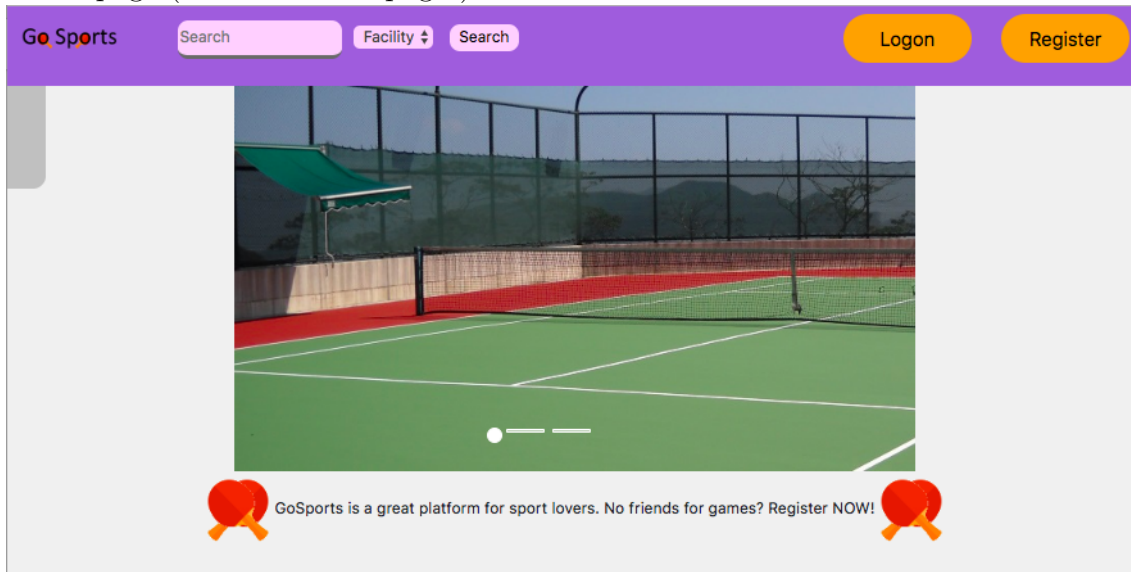 Go Sports
Search
Facility
Search
Logon
Register
GoSports is a great platform for sport lovers. No friends for games? Register NOW!